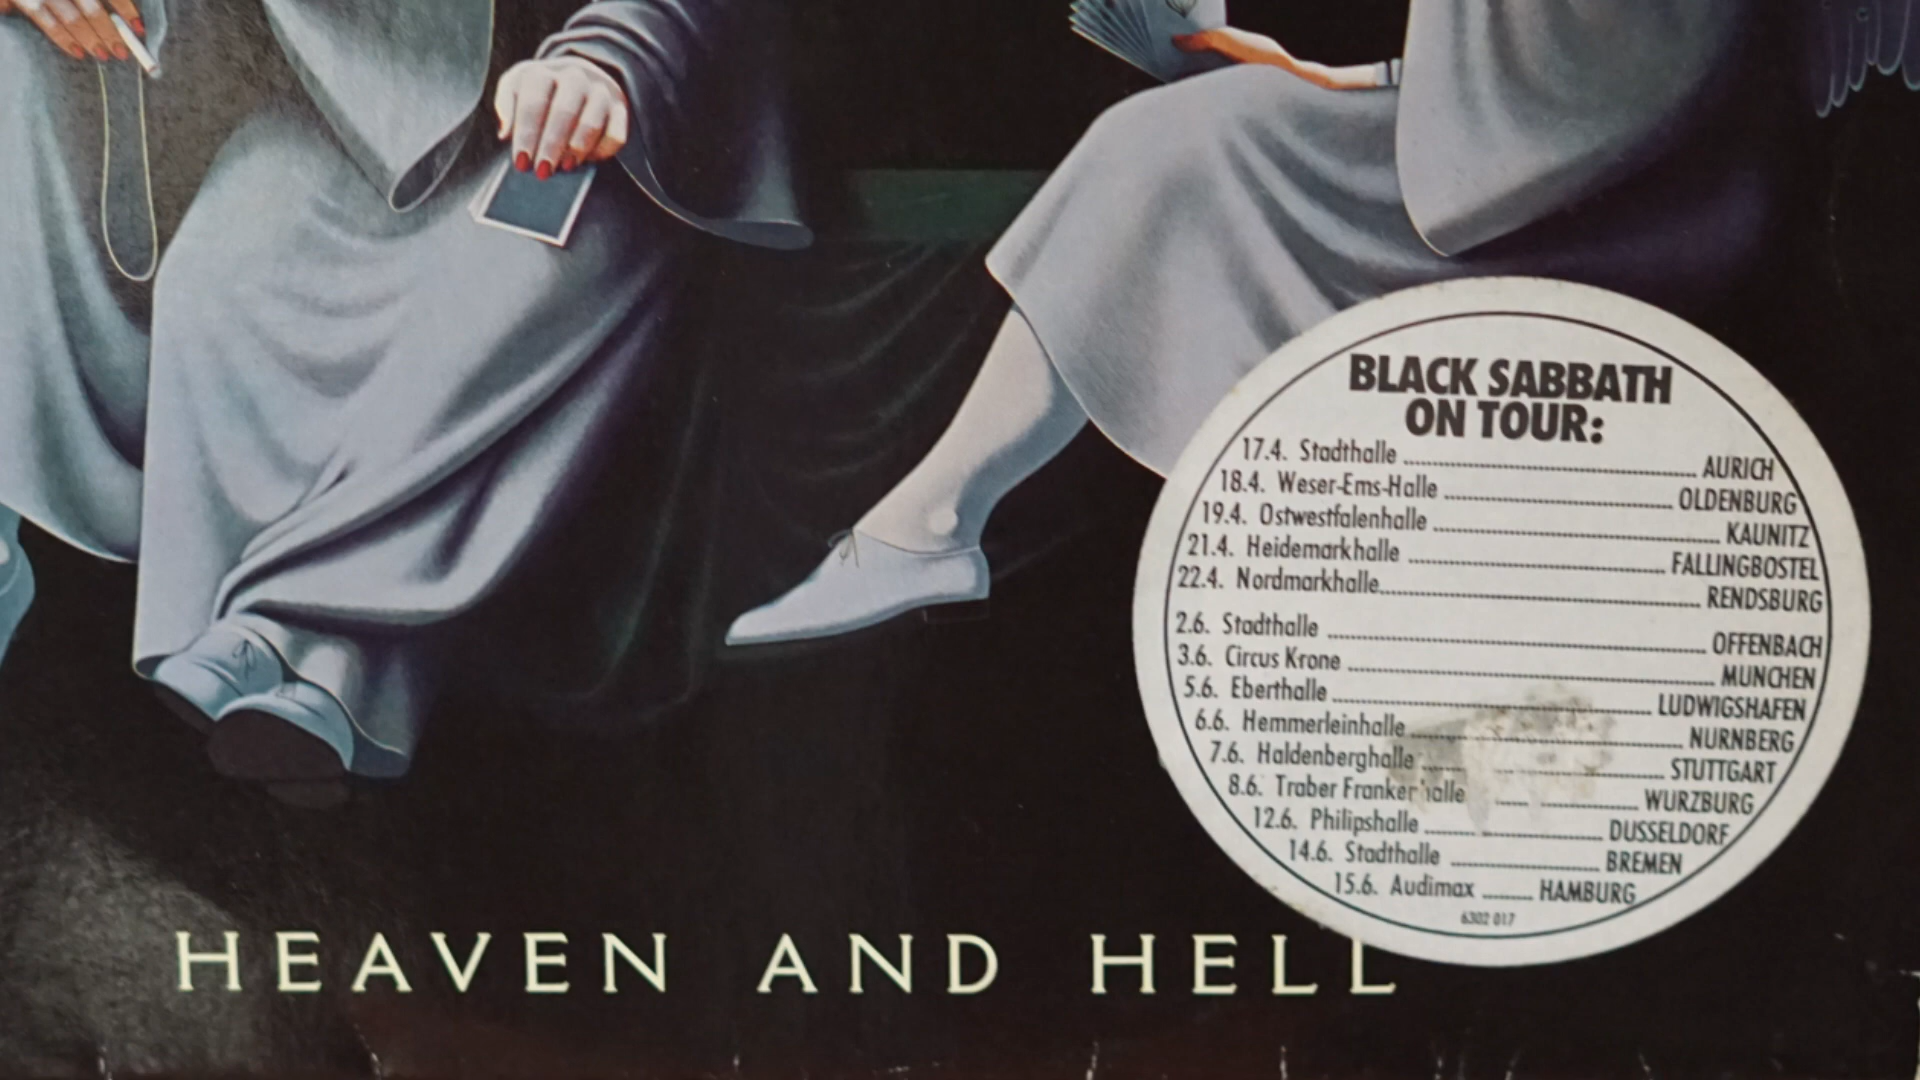 BLACK SABBATH
ON TOUR:
17.4. Stadthalle ........ AURICH
18.4. Weser-Ems-Halle ........ OLDENBURG
19.4. Ostwestfalenhalle ........ KAUNITZ
21.4. Heidemarkhalle ........ FALLINGBOSTEL
22.4. Nordmarkhalle ........ RENDSBURG
2.6. Stadthalle ........ OFFENBACH
3.6. Circus Krone ........ MUNCHEN
5.6. Eberthalle ........ LUDWIGSHAFEN
6.6. Hemmerleinhalle ........ NURNBERG
7.6. Haldenberghalle ........ STUTTGART
8.6. Traber ........ WURZBURG
12.6. Philipshalle ........ DUSSELDORF
14.6. Stadthalle ........ BREMEN
15.6. Audimax ........ HAMBURG
6302 017
HEAVEN AND HELL